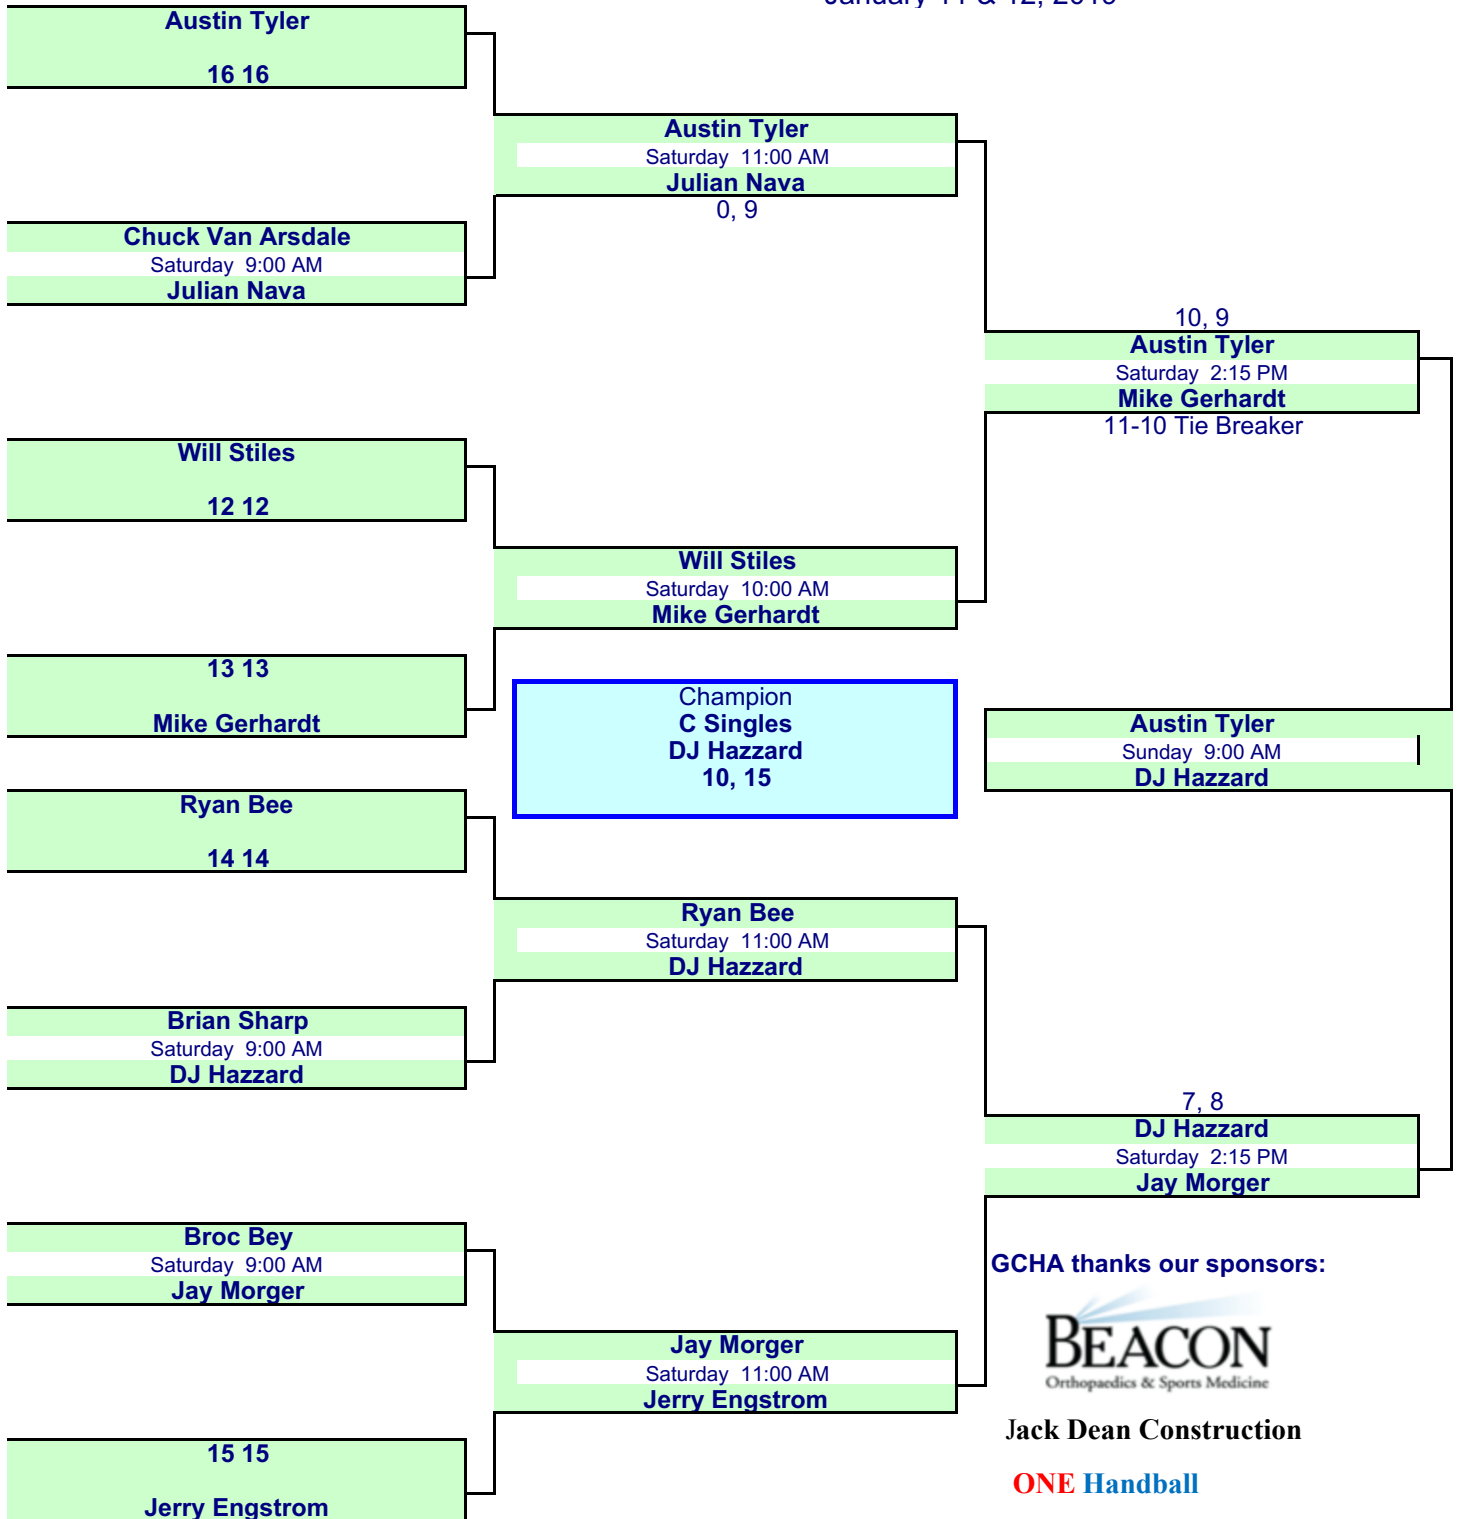 Austin Tyler
16 16
Austin Tyler
Saturday 11:00 AM
Julian Nava
0, 9
Chuck Van Arsdale
Saturday 9:00 AM
Julian Nava
10, 9
Austin Tyler
Saturday 2:15 PM
Mike Gerhardt
11-10 Tie Breaker
Will Stiles
12 12
Will Stiles
Saturday 10:00 AM
Mike Gerhardt
13 13
Mike Gerhardt
Champion
C Singles
DJ Hazzard
10, 15
Austin Tyler
Sunday 9:00 AM
DJ Hazzard
Ryan Bee
14 14
Ryan Bee
Saturday 11:00 AM
DJ Hazzard
Brian Sharp
Saturday 9:00 AM
DJ Hazzard
7, 8
DJ Hazzard
Saturday 2:15 PM
Jay Morger
Broc Bey
Saturday 9:00 AM
Jay Morger
Jay Morger
Saturday 11:00 AM
Jerry Engstrom
15 15
Jerry Engstrom
GCHA thanks our sponsors:
BEACON
Orthopaedics & Sports Medicine
Jack Dean Construction
ONE Handball